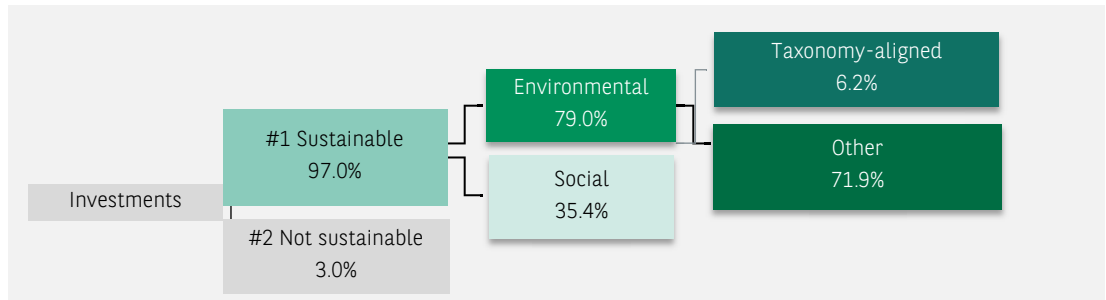 Investments
#1 Sustainable
97.0%
#2 Not sustainable
3.0%
Environmental
79.0%
Social
35.4%
Taxonomy-aligned
6.2%
Other
71.9%